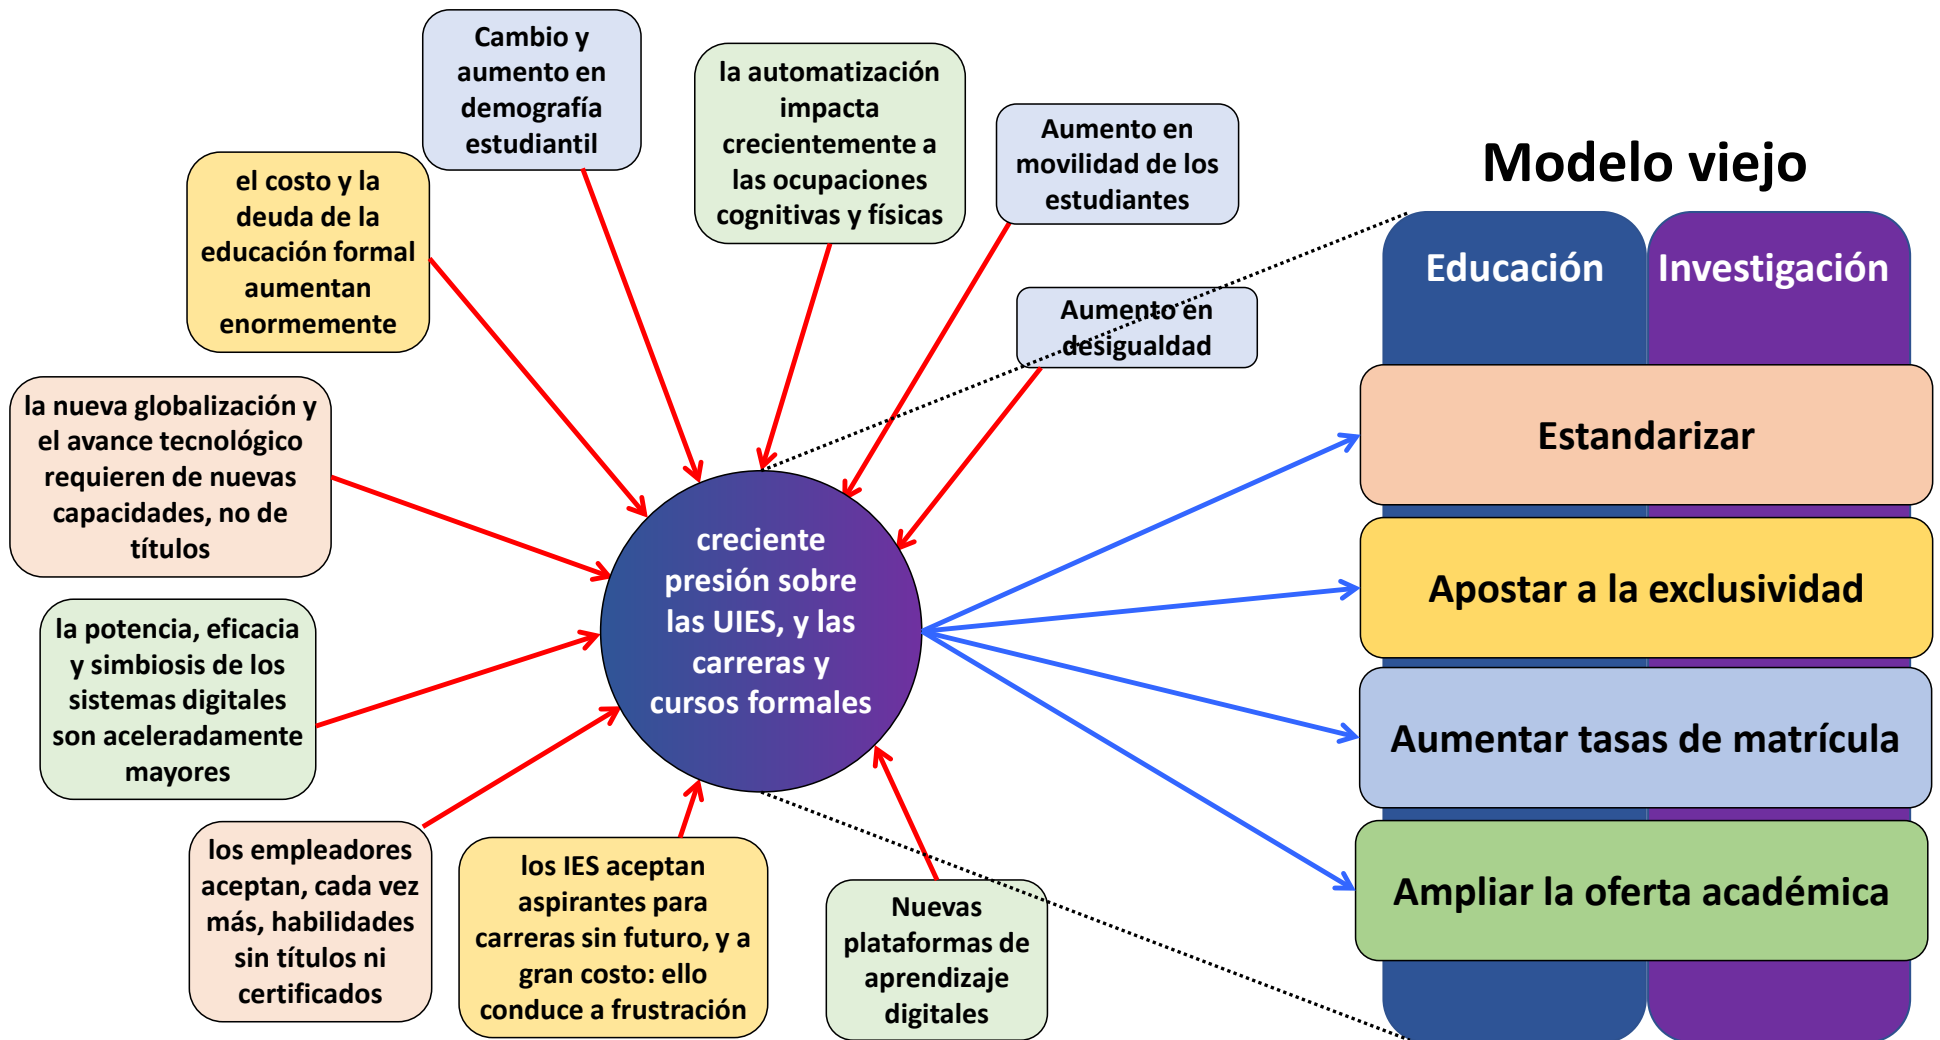 Cambio y
aumento en
demografía
estudiantil
la automatización
impacta
crecientemente a
las ocupaciones
cognitivas y físicas
Aumento en
movilidad de los
estudiantes
Aumento en
desigualdad
el costo y la
deuda de la
educación formal
aumentan
enormemente
la nueva globalización y
el avance tecnológico
requieren de nuevas
capacidades, no de
títulos
la potencia, eficacia
y simbiosis de los
sistemas digitales
son aceleradamente
mayores
los empleadores
aceptan, cada vez
más, habilidades
sin títulos ni
certificados
los IES aceptan
aspirantes para
carreras sin futuro, y a
gran costo: ello
conduce a frustración
Nuevas
plataformas de
aprendizaje
digitales
creciente
presión sobre
las UIES, y las
carreras y
cursos formales
Modelo viejo
Educación
Investigación
Estandarizar
Apostar a la exclusividad
Aumentar tasas de matrícula
Ampliar la oferta académica